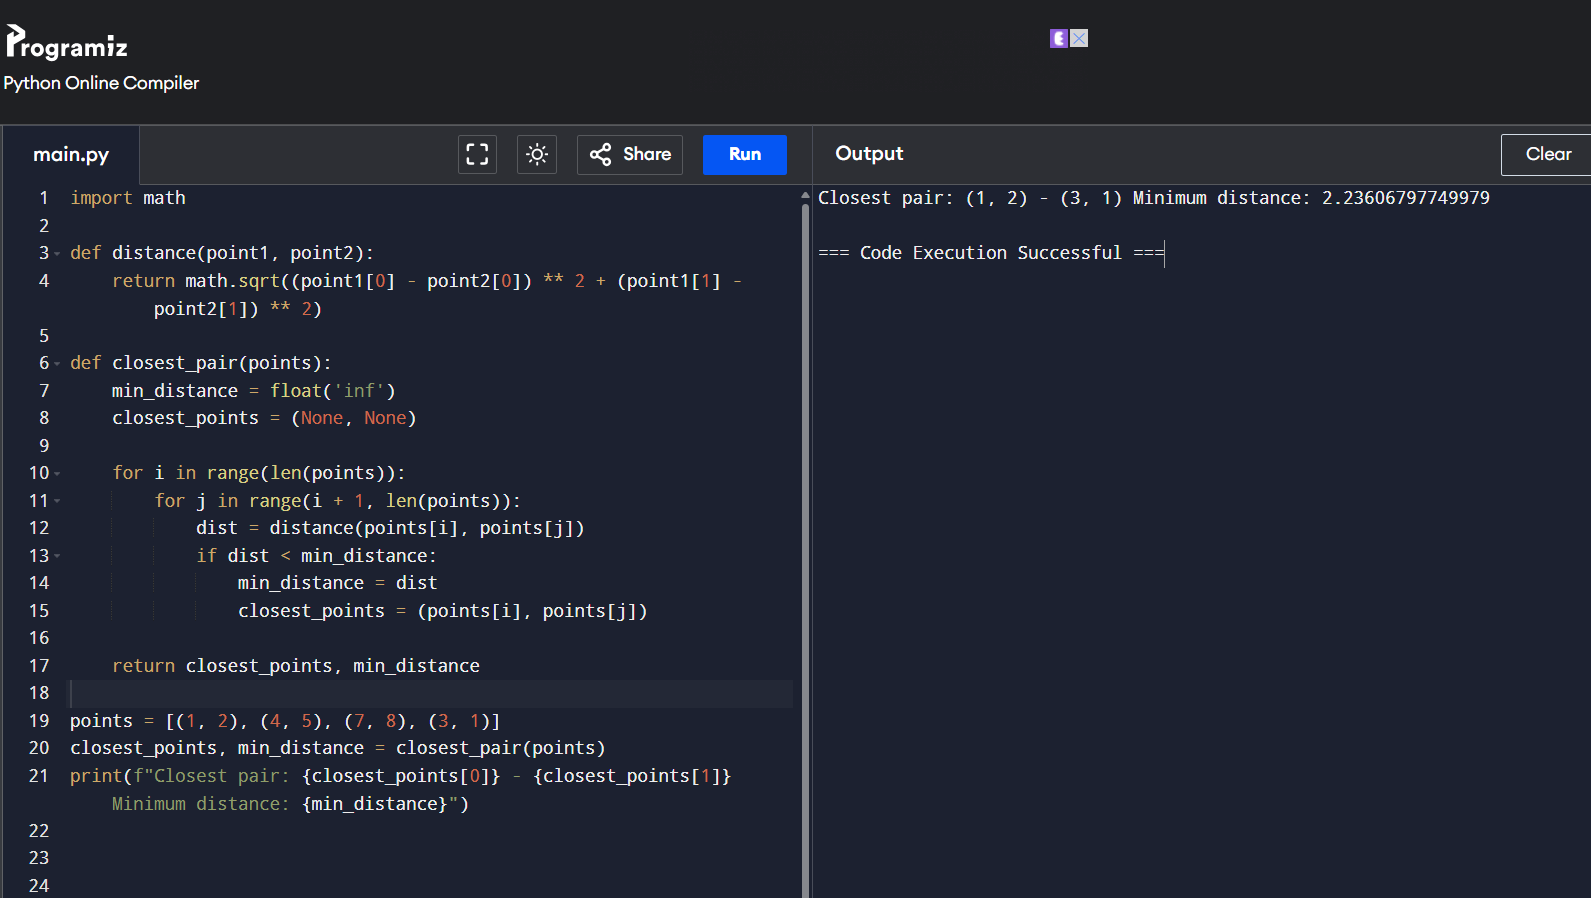 Programiz
Python Online Compiler
main.py
Share
Run
Output
Clear
1 import math
2
3 def distance(point1, point2):
4     return math.sqrt((point1[0] - point2[0]) ** 2 + (point1[1] -
        point2[1]) ** 2)
5
6 def closest_pair(points):
7     min_distance = float('inf')
8     closest_points = (None, None)
9
10     for i in range(len(points)):
11         for j in range(i + 1, len(points)):
12             dist = distance(points[i], points[j])
13             if dist < min_distance:
14                 min_distance = dist
15                 closest_points = (points[i], points[j])
16
17     return closest_points, min_distance
18
19 points = [(1, 2), (4, 5), (7, 8), (3, 1)]
20 closest_points, min_distance = closest_pair(points)
21 print(f"Closest pair: {closest_points[0]} - {closest_points[1]}
    Minimum distance: {min_distance}")
22
23
24
Closest pair: (1, 2) - (3, 1) Minimum distance: 2.23606797749979
=== Code Execution Successful ===